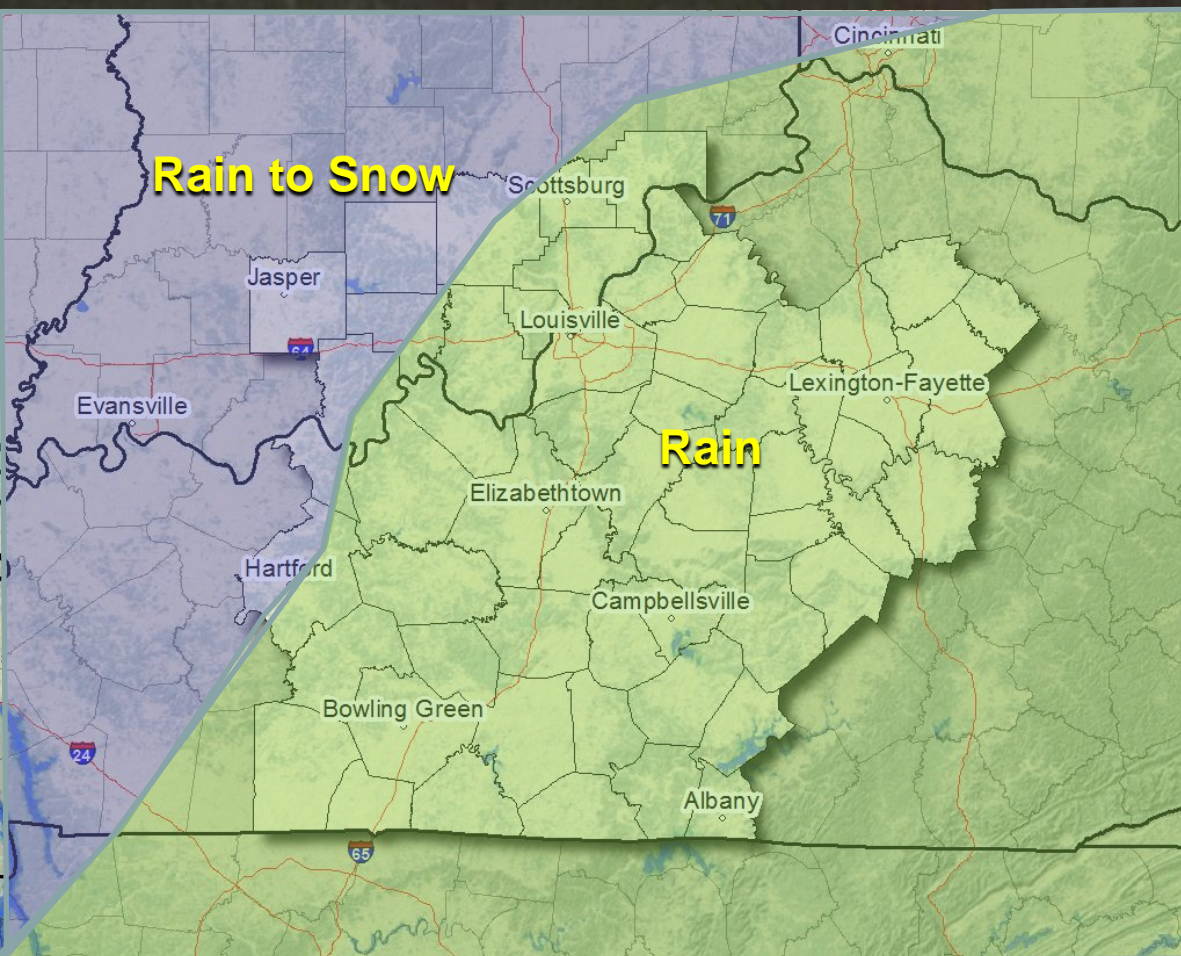 Cincinnati
Rain to Snow
Scottsburg
71
Jasper
Louisville
64
Lexington-Fayette
Evansville
Rain
Elizabethtown
Hartford
Campbellsville
Bowling Green
24
Albany
65